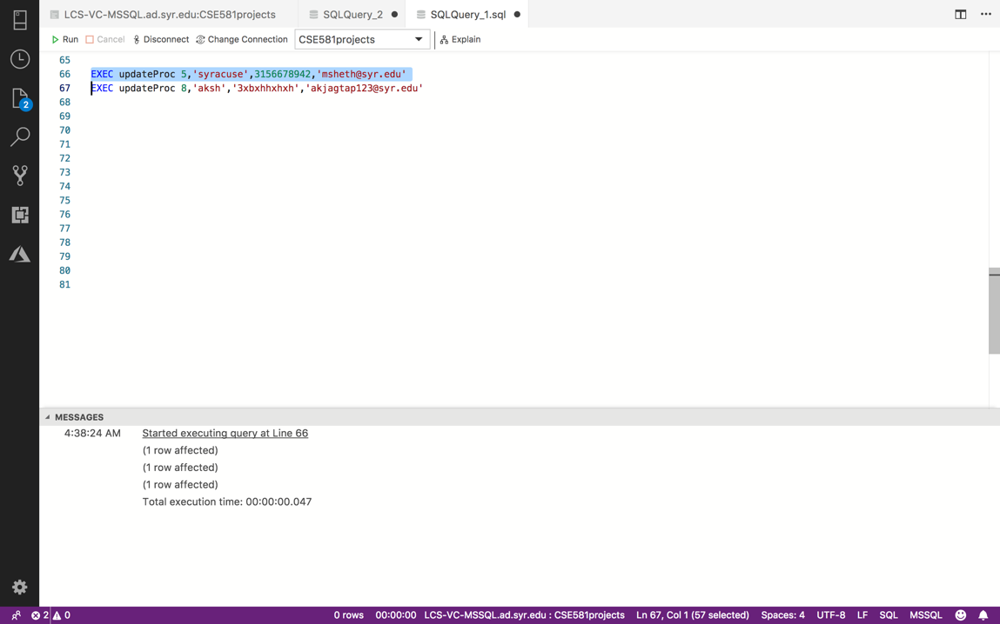 LCS-VC-MSSQL.ad.syr.edu:CSE581projects SQLQuery_2 SQLQuery_1.sql
Run Cancel Disconnect Change Connection CSE581projects Explain
65
66 EXEC updateProc 5,'syracuse',3156678942,'msheth@syr.edu'
67 EXEC updateProc 8,'aksh','3xbxhhxhxh','akjagtap123@syr.edu'
68
69
70
71
72
73
74
75
76
77
78
79
80
81
2
MESSAGES
4:38:24 AM Started executing query at Line 66
(1 row affected)
(1 row affected)
(1 row affected)
Total execution time: 00:00:00.047
2 0 0 rows 00:00:00 LCS-VC-MSSQL.ad.syr.edu : CSE581projects Ln 67, Col 1 (57 selected) Spaces: 4 UTF-8 LF SQL MSSQL